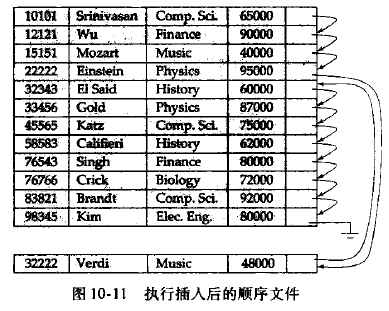 10101 Srinivasan Comp. Sci. 65000
12121 Wu Finance 90000
15151 Mozart Music 40000
22222 Einstein Physics 95000
32343 El Said History 60000
33456 Gold Physics 87000
45565 Katz Comp. Sci. 75000
58583 Califieri History 62000
76543 Singh Finance 80000
76766 Crick Biology 72000
83821 Brandt Comp. Sci. 92000
98345 Kim Elec. Eng. 80000
32222 Verdi Music 48000
图 10-11 执行插入后的顺序文件